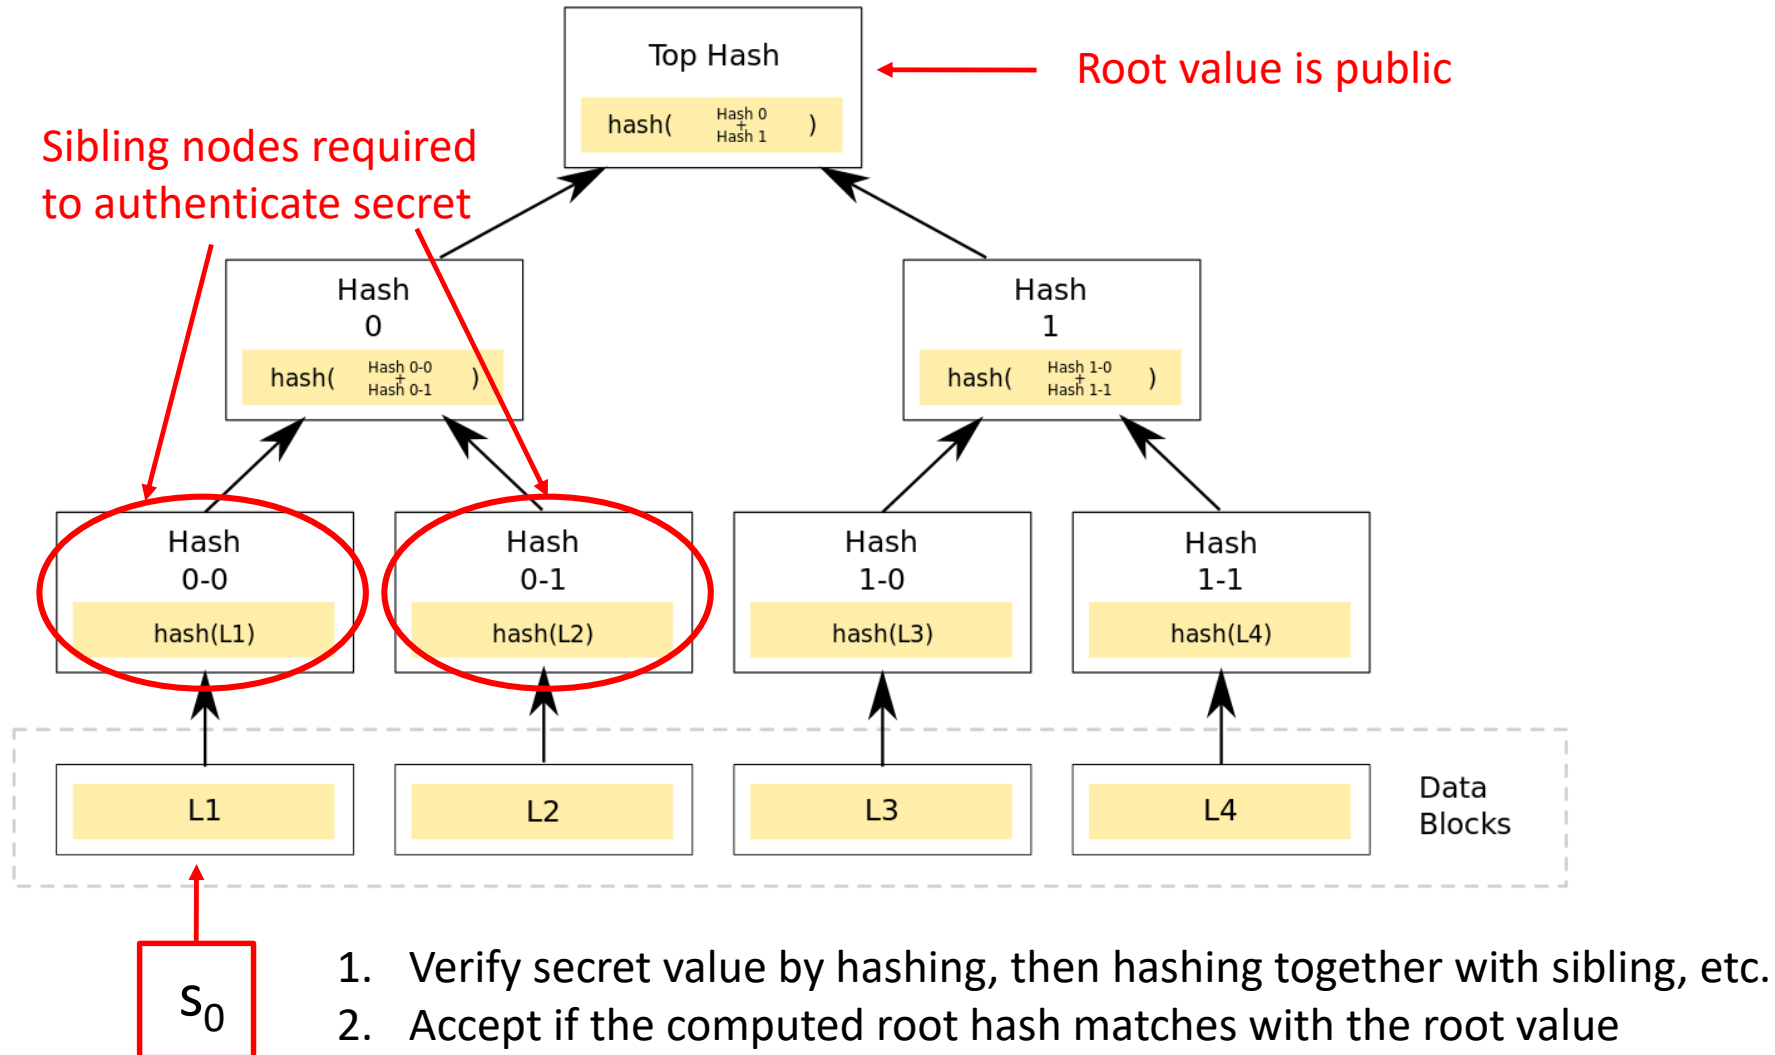 Top Hash
hash( Hash 0 + Hash 1 )
Root value is public
Sibling nodes required
to authenticate secret
Hash
0
hash( Hash 0-0 + Hash 0-1 )
Hash
1
hash( Hash 1-0 + Hash 1-1 )
Hash
0-0
hash(L1)
Hash
0-1
hash(L2)
Hash
1-0
hash(L3)
Hash
1-1
hash(L4)
L1
L2
L3
L4
Data
Blocks
s0
1. Verify secret value by hashing, then hashing together with sibling, etc.
2. Accept if the computed root hash matches with the root value